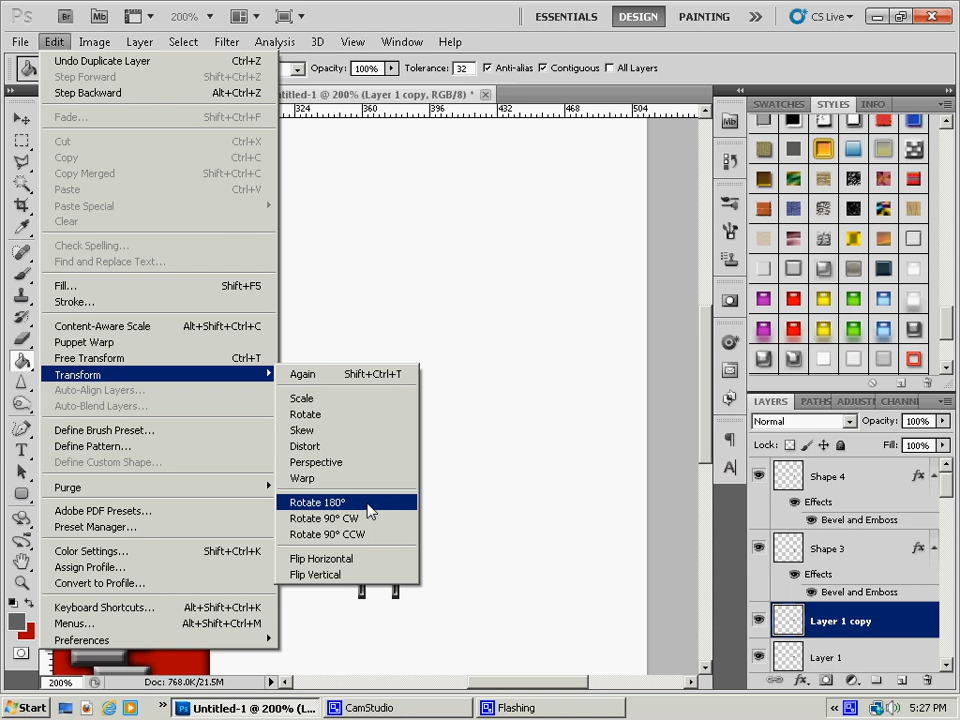 Ps Br Mb 200% ESSENTIALS DESIGN PAINTING CS Live
File Edit Image Layer Select Filter Analysis 3D View Window Help
Opacity: 100% Tolerance: 32 Anti-alias Contiguous All Layers
ntitled-1 @ 200% (Layer 1 copy, RGB/8) *
324 360 396 432 468 504
Undo Duplicate Layer Ctrl+Z
Step Forward Shift+Ctrl+Z
Step Backward Alt+Ctrl+Z
Fade... Shift+Ctrl+F
Cut Ctrl+X
Copy Ctrl+C
Copy Merged Shift+Ctrl+C
Paste Ctrl+V
Paste Special
Clear
Check Spelling...
Find and Replace Text...
Fill... Shift+F5
Stroke...
Content-Aware Scale Alt+Shift+Ctrl+C
Puppet Warp
Free Transform Ctrl+T
Transform
Auto-Align Layers...
Auto-Blend Layers...
Define Brush Preset...
Define Pattern...
Define Custom Shape...
Purge
Adobe PDF Presets...
Preset Manager...
Color Settings... Shift+Ctrl+K
Assign Profile...
Convert to Profile...
Keyboard Shortcuts... Alt+Shift+Ctrl+K
Menus... Alt+Shift+Ctrl+M
Preferences
Again Shift+Ctrl+T
Scale
Rotate
Skew
Distort
Perspective
Warp
Rotate 180°
Rotate 90° CW
Rotate 90° CCW
Flip Horizontal
Flip Vertical
SWATCHES STYLES INFO
Mb
LAYERS PATHS ADJUSTI CHANNI
Normal Opacity: 100%
Lock: Fill: 100%
Shape 4 fx
Effects
Bevel and Emboss
Shape 3 fx
Effects
Bevel and Emboss
Layer 1 copy
Layer 1
200% Doc: 768.0K/21.5M
Start Untitled-1 @ 200% (L... CamStudio Flashing 5:27 PM